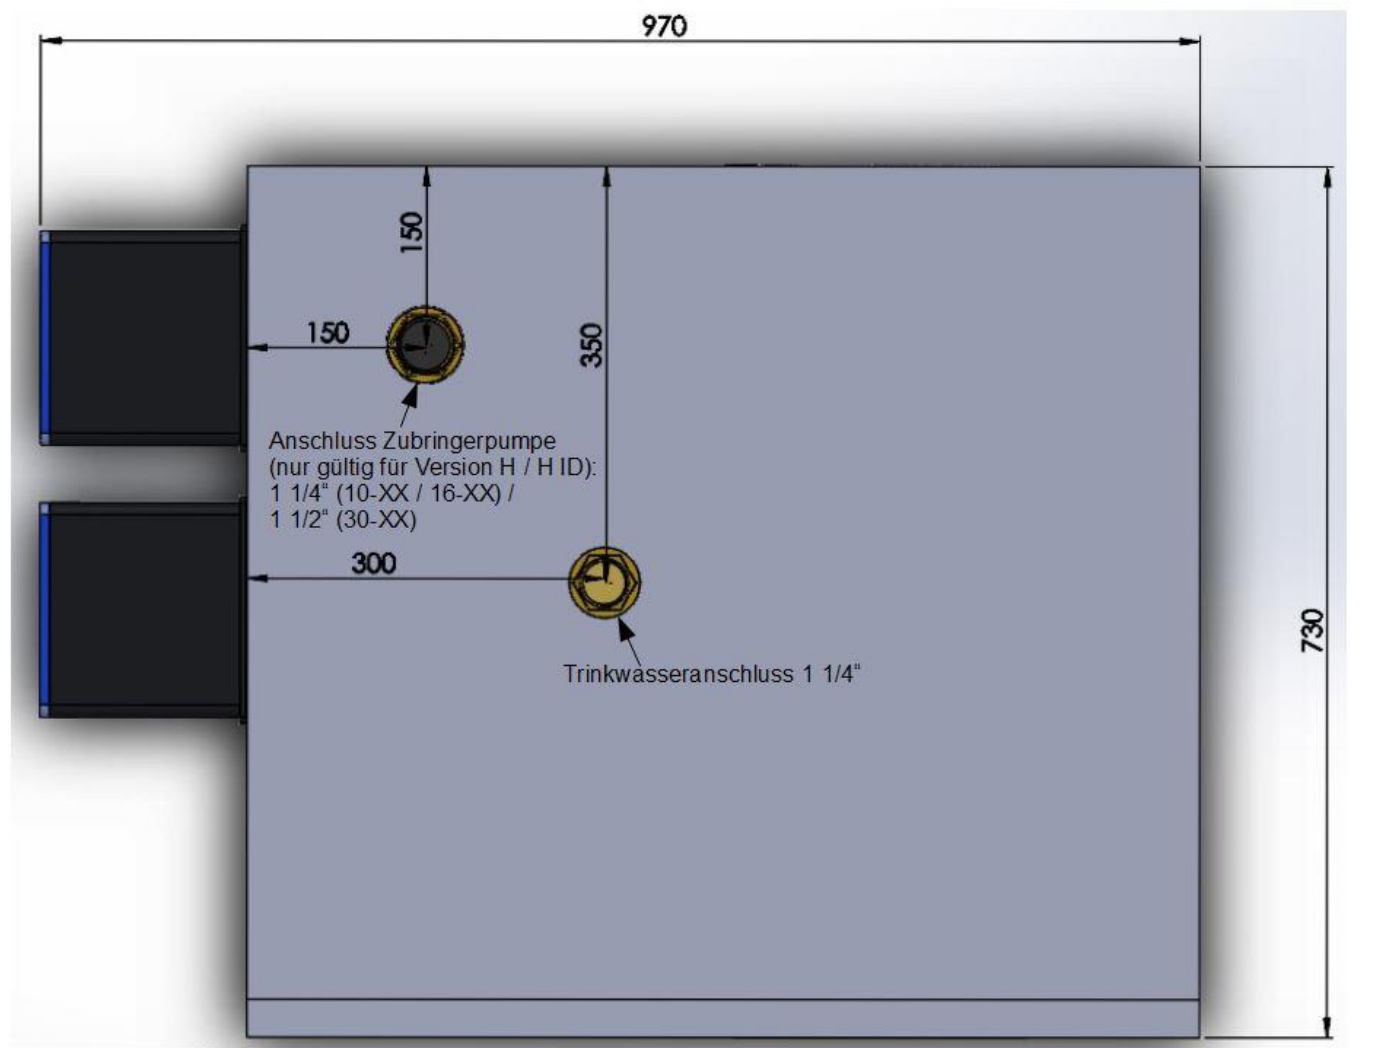 970
150
150
350
Anschluss Zubringerpumpe
(nur gültig für Version H / H ID):
1 1/4“ (10-XX / 16-XX) /
1 1/2“ (30-XX)
300
730
Trinkwasseranschluss 1 1/4“